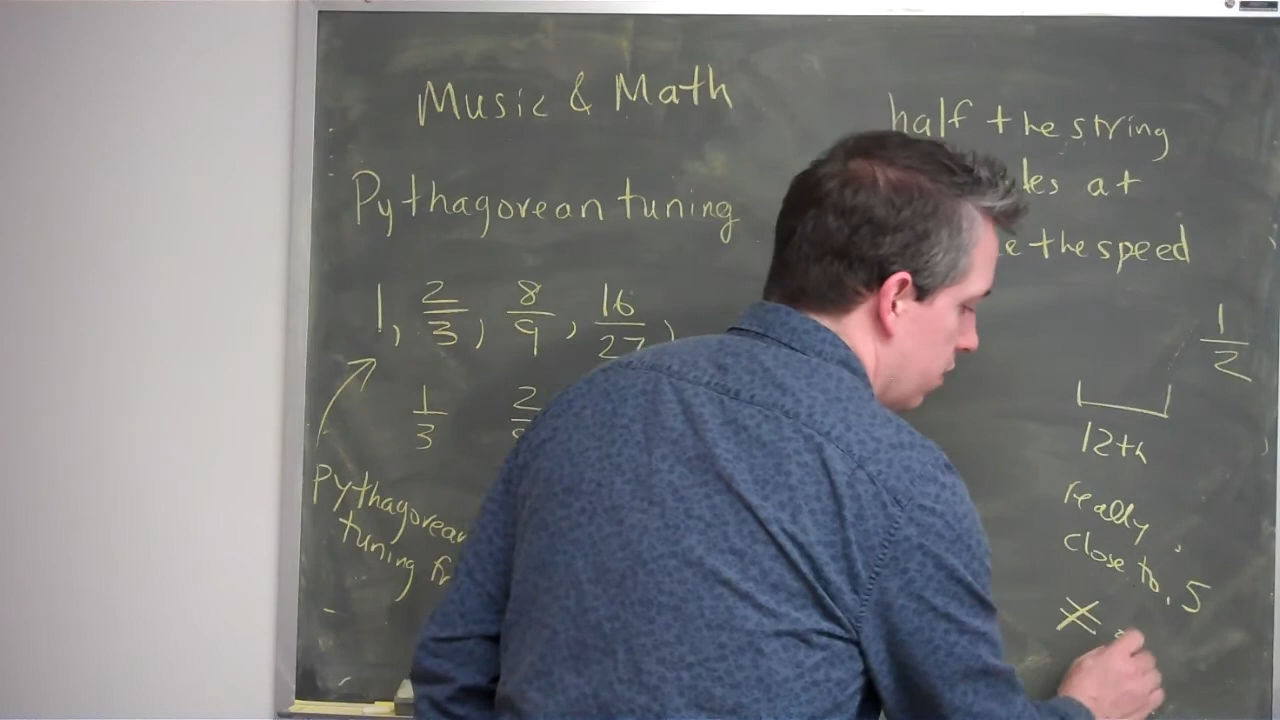 Music & Math
Pythagorean tuning
1, 2/3, 8/9, 16/27,
1/3 2/
Pythagorean
tuning
half the string
at
the speed
1/2
12th
really
close to .5